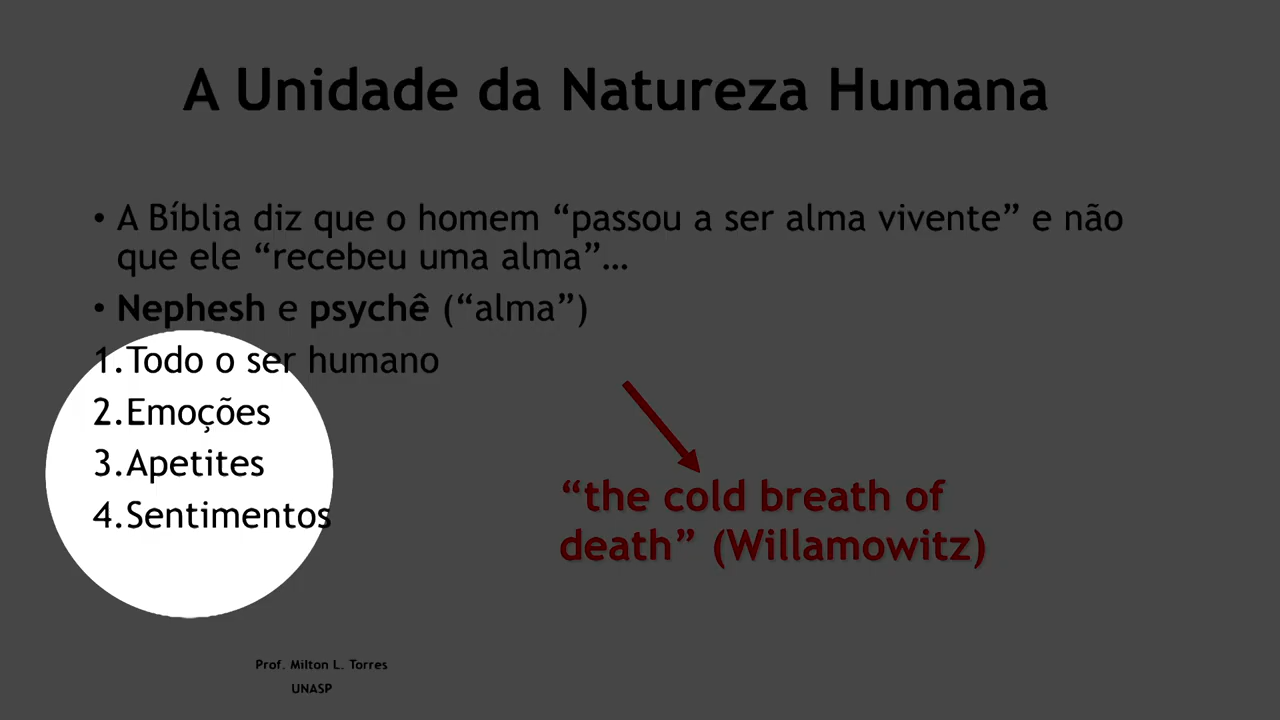 A Unidade da Natureza Humana
• A Bíblia diz que o homem “passou a ser alma vivente” e não
que ele “recebeu uma alma”…
• Nephesh e psychê (“alma”)
1.Todo o ser humano
2.Emoções
3.Apetites
4.Sentimentos
“the cold breath of
death” (Willamowitz)
Prof. Milton L. Torres
UNASP